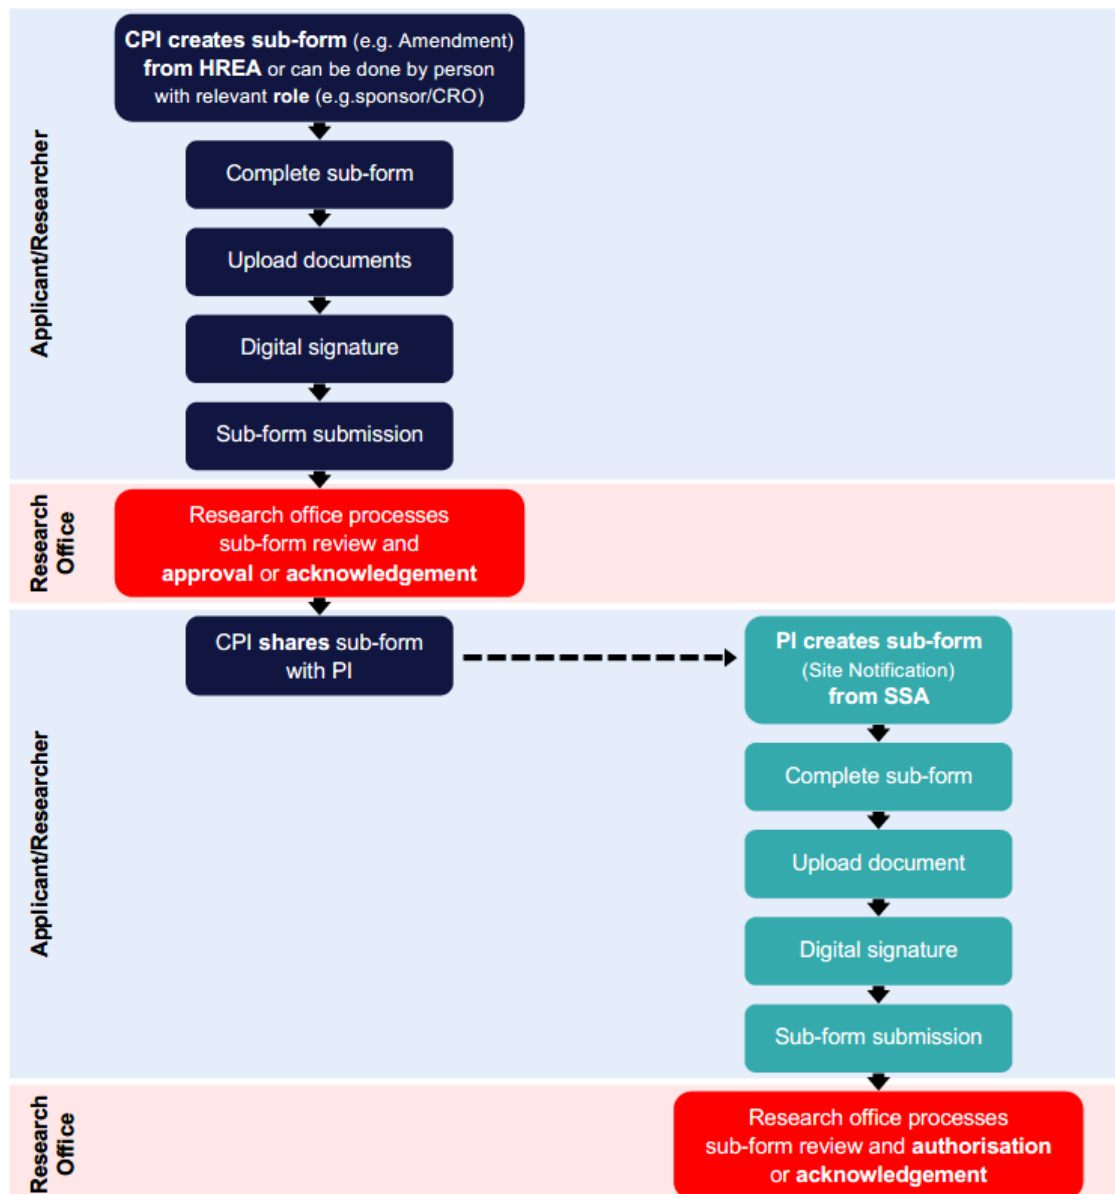 CPI creates sub-form (e.g. Amendment)
from HREA or can be done by person
with relevant role (e.g.sponsor/CRO)
Applicant/Researcher
Complete sub-form
Upload documents
Digital signature
Sub-form submission
Research
Office
Research office processes
sub-form review and
approval or acknowledgement
Applicant/Researcher
CPI shares sub-form
with PI
PI creates sub-form
(Site Notification)
from SSA
Complete sub-form
Upload document
Digital signature
Sub-form submission
Research
Office
Research office processes
sub-form review and authorisation
or acknowledgement